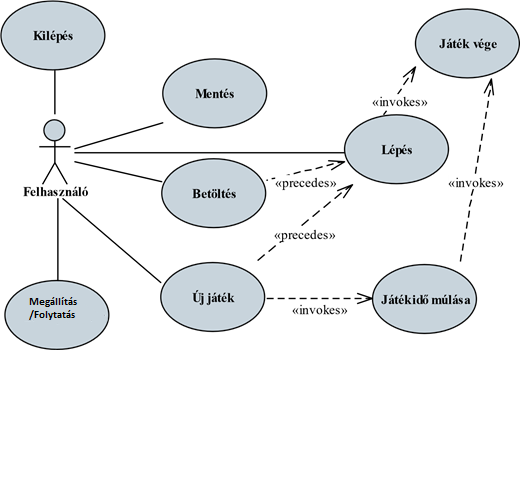 Kilépés
Játék vége
Mentés
«invokes»
Lépés
«precedes»
Felhasználó
Betöltés
«invokes»
«precedes»
Megállítás
/Folytatás
Új játék
Játékidő múlása
«invokes»